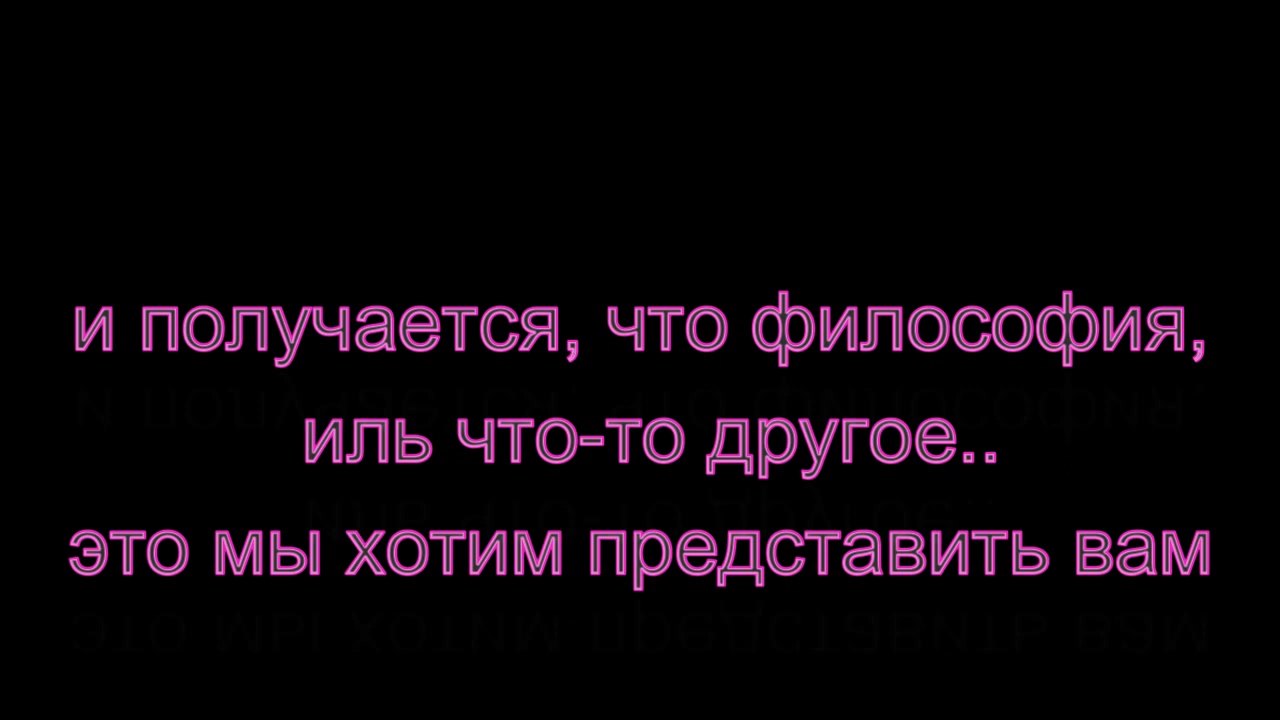 и получается, что философия,
иль что-то другое..
это мы хотим представить вам